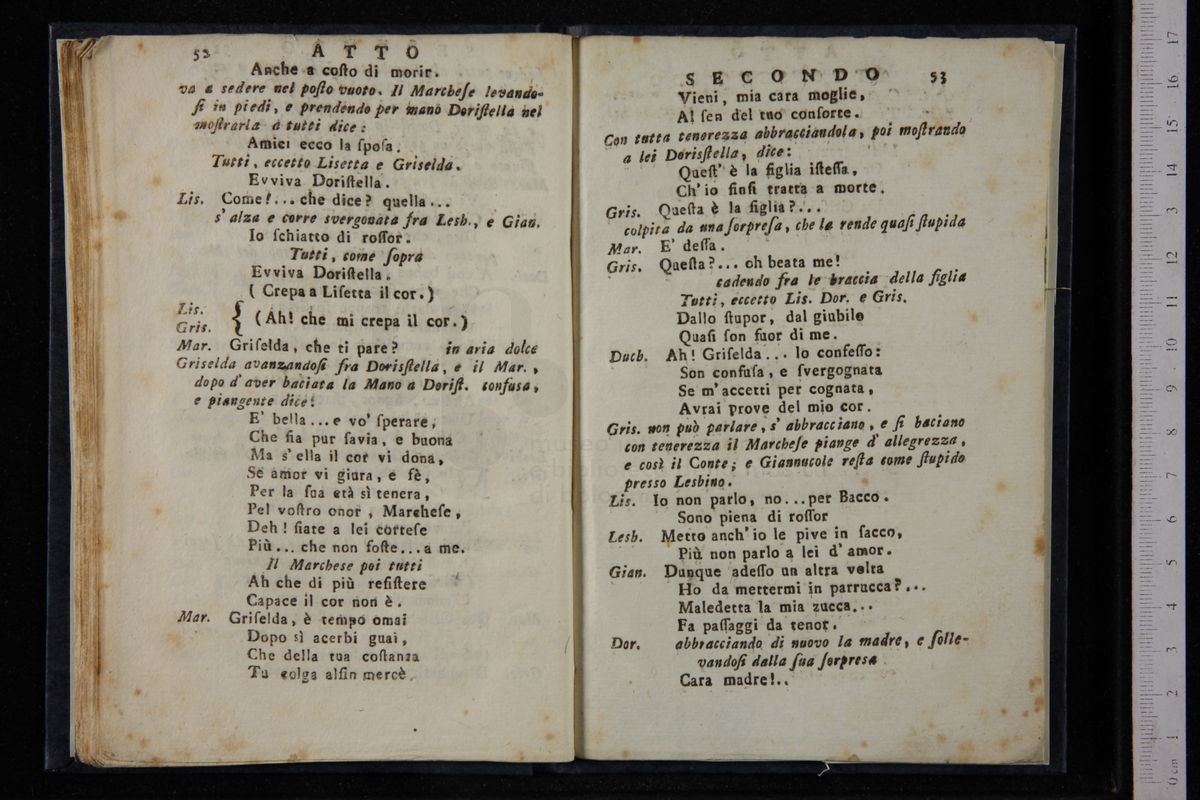 52 ATTO
Anche a costo di morir.
va a sedere nel posto vuoto. Il Marchese levando-
si in piedi, e prendendo per mano Doristella nel
mostrarla a tutti dice:
Amici ecco la sposa.
Tutti, eccetto Lisetta e Griselda.
Evviva Doristella.
Lis. Come!... che dice? quella...
s' alza e corre svergonata fra Lesb., e Gian.
Io schiatto di rossor.
Tutti, come sopra
Evviva Doristella.
( Crepa a Lisetta il cor.)
Lis.
Gris. { (Ah! che mi crepa il cor.)
Mar. Griselda, che ti pare? in aria dolce
Griselda avanzandosi fra Dorisstella, e il Mar.,
dopo d' aver baciata la Mano a Dorist. confusa,
e piangente dice:
E' bella... e vo' sperare,
Che sia pur savia, e buona
Ma s' ella il cor vi dona,
Se amor vi giura, e fè,
Per la sua età sì tenera,
Pel vostro onor, Marchese,
Deh! siate a lei cortese
Più... che non foste... a me.
Il Marchese poi tutti
Ah che di più resistere
Capace il cor non è.
Mar. Griselda, è tempo omai
Dopo sì acerbi guai,
Che della tua costanza
Tu colga alfin mercè.
SECONDO 53
Vieni, mia cara moglie,
Al sen del tuo consorte.
Con tutta tenerezza abbracciandola, poi mostrando
a lei Dorisstella, dice:
Quest' è la figlia istessa,
Ch' io finsi tratta a morte.
Gris. Questa è la figlia?...
colpita da una sorpresa, che la rende quasi stupida
Mar. E' dessa.
Gris. Questa?... oh beata me!
cadendo fra le braccia della figlia
Tutti, eccetto Lis. Dor. e Gris.
Dallo stupor, dal giubilo
Quasi son fuor di me.
Duch. Ah! Griselda... lo confesso:
Son confusa, e svergognata
Se m' accetti per cognata,
Avrai prove del mio cor.
Gris. non può parlare, s' abbracciano, e si baciano
con tenerezza il Marchese piange d' allegrezza,
e così il Conte; e Giannucole resta come stupido
presso Lesbino.
Lis. Io non parlo, no... per Bacco.
Sono piena di rossor
Lesb. Metto anch' io le pive in sacco,
Più non parlo a lei d' amor.
Gian. Dunque adesso un altra volta
Ho da mettermi in parrucca?...
Maledetta la mia zucca...
Fa passaggi da tenor.
Dor. abbracciando di nuovo la madre, e solle-
vandosi dalla sua sorpresa
Cara madre!..